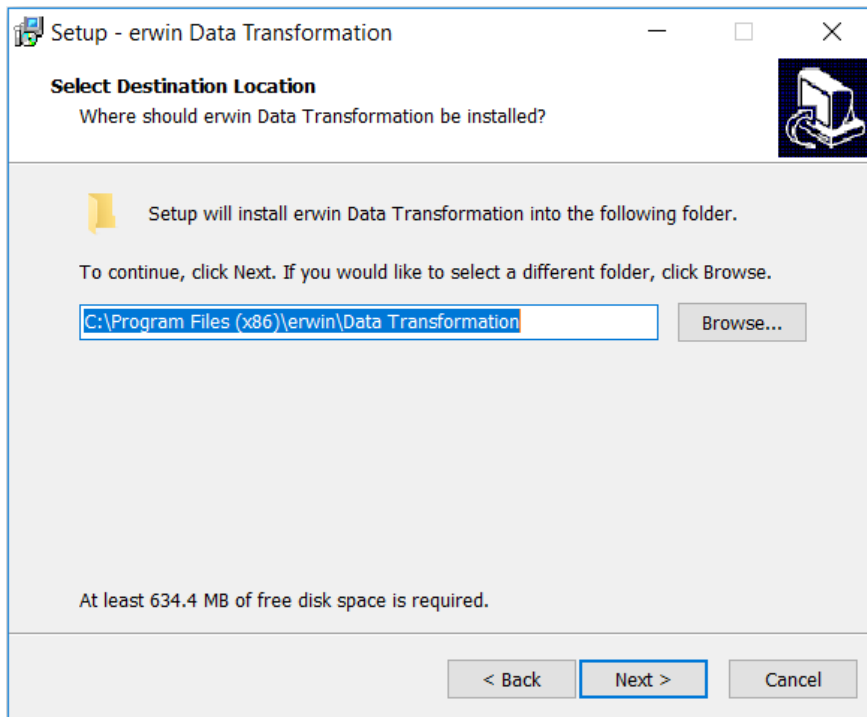 Setup - erwin Data Transformation
Select Destination Location
Where should erwin Data Transformation be installed?
Setup will install erwin Data Transformation into the following folder.
To continue, click Next. If you would like to select a different folder, click Browse.
C:\Program Files (x86)\erwin\Data Transformation
Browse...
At least 634.4 MB of free disk space is required.
< Back
Next >
Cancel